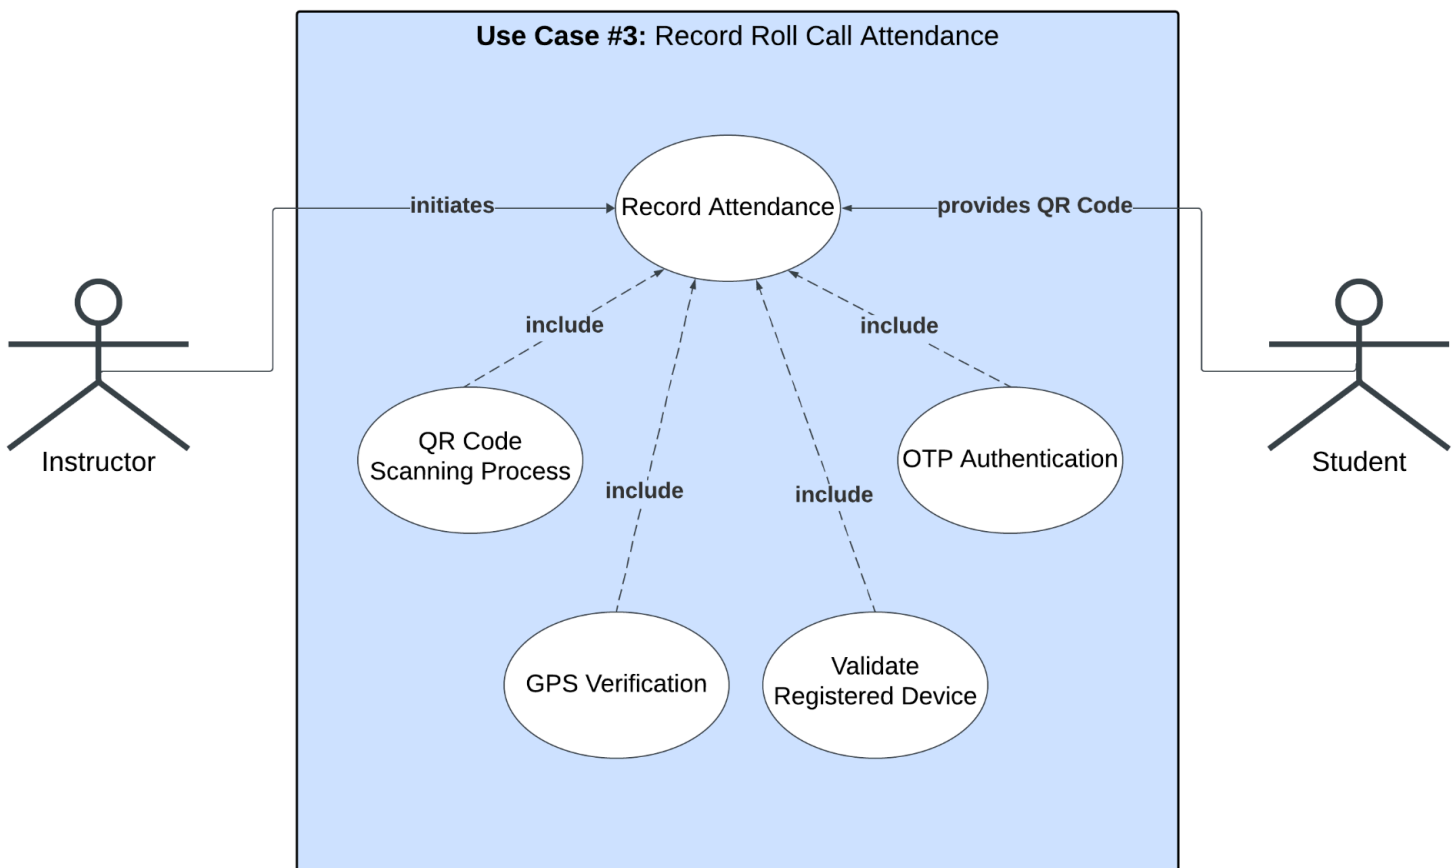 Use Case #3: Record Roll Call Attendance
initiates
Record Attendance
provides QR Code
include
include
QR Code
Scanning Process
OTP Authentication
Instructor
Student
include
include
GPS Verification
Validate
Registered Device